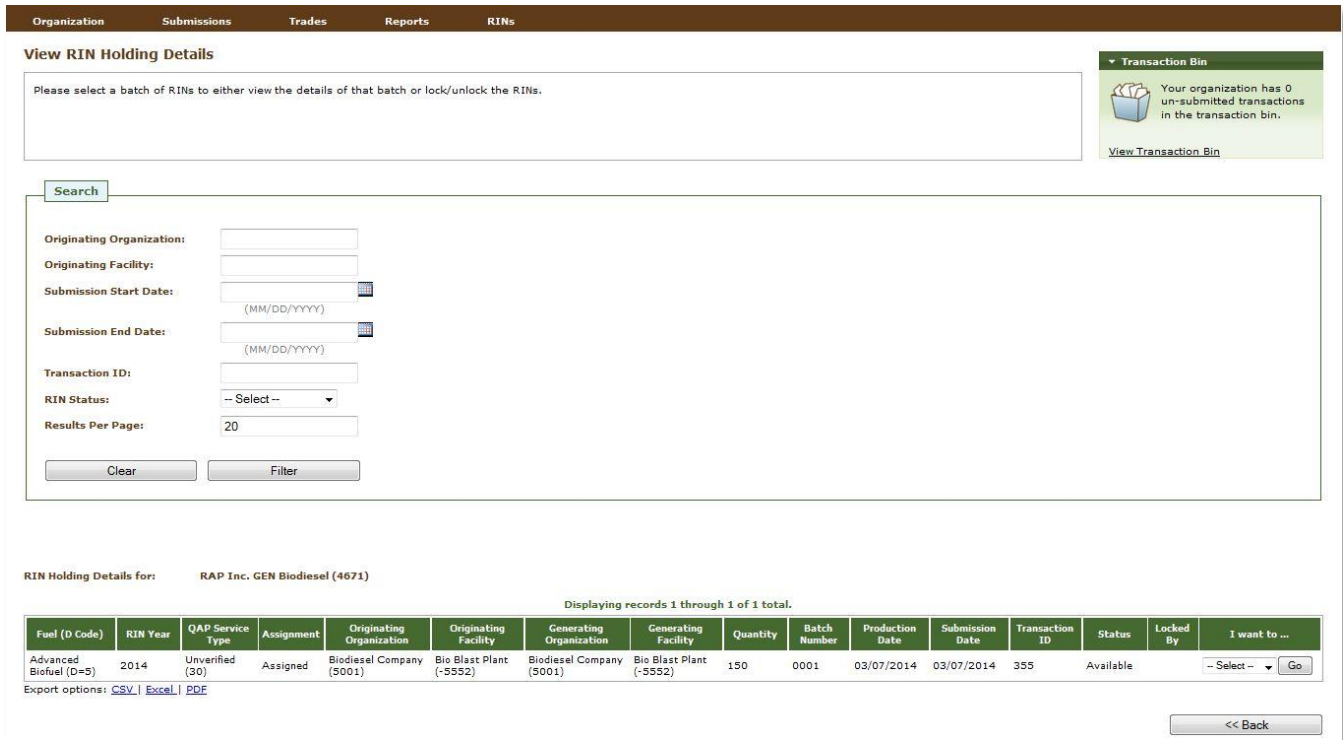 Organization Submissions Trades Reports RINs
View RIN Holding Details
Please select a batch of RINs to either view the details of that batch or lock/unlock the RINs.
Transaction Bin
Your organization has 0
un-submitted transactions
in the transaction bin.
View Transaction Bin
Search
Originating Organization:
Originating Facility:
Submission Start Date:
(MM/DD/YYYY)
Submission End Date:
(MM/DD/YYYY)
Transaction ID:
RIN Status: -- Select --
Results Per Page: 20
Clear Filter
RIN Holding Details for: RAP Inc. GEN Biodiesel (4671)
Displaying records 1 through 1 of 1 total.
Fuel (D Code) RIN Year QAP Service Type Assignment Originating Organization Originating Facility Generating Organization Generating Facility Quantity Batch Number Production Date Submission Date Transaction ID Status Locked By I want to ...
Advanced Biofuel (D=5) 2014 Unverified (30) Assigned Biodiesel Company (5001) Bio Blast Plant (-5552) Biodiesel Company (5001) Bio Blast Plant (-5552) 150 0001 03/07/2014 03/07/2014 355 Available -- Select -- Go
Export options: CSV | Excel | PDF
<< Back